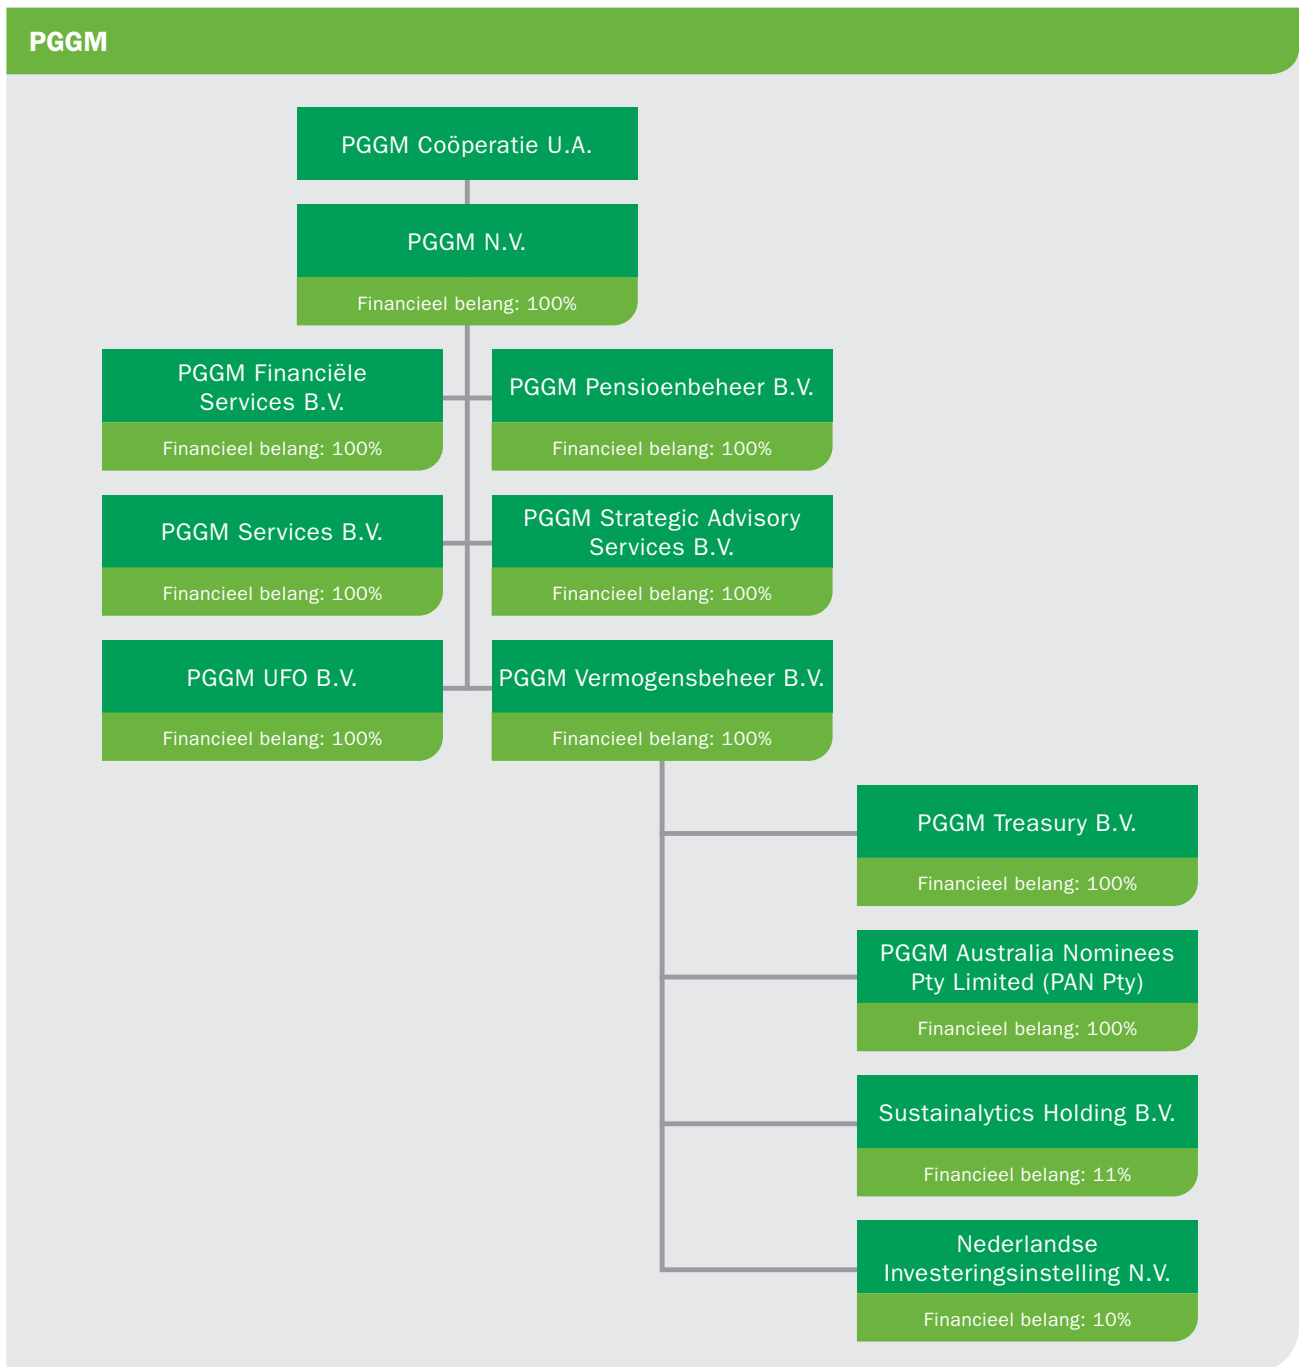 PGGM
PGGM Coöperatie U.A.
PGGM N.V.
Financieel belang: 100%
PGGM Financiële
Services B.V.
Financieel belang: 100%
PGGM Pensioenbeheer B.V.
Financieel belang: 100%
PGGM Services B.V.
Financieel belang: 100%
PGGM Strategic Advisory
Services B.V.
Financieel belang: 100%
PGGM UFO B.V.
Financieel belang: 100%
PGGM Vermogensbeheer B.V.
Financieel belang: 100%
PGGM Treasury B.V.
Financieel belang: 100%
PGGM Australia Nominees
Pty Limited (PAN Pty)
Financieel belang: 100%
Sustainalytics Holding B.V.
Financieel belang: 11%
Nederlandse
Investeringsinstelling N.V.
Financieel belang: 10%